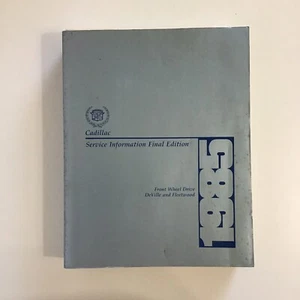 Cadillac
Service Information Final Edition
Front Wheel Drive
DeVille and Fleetwood
1985